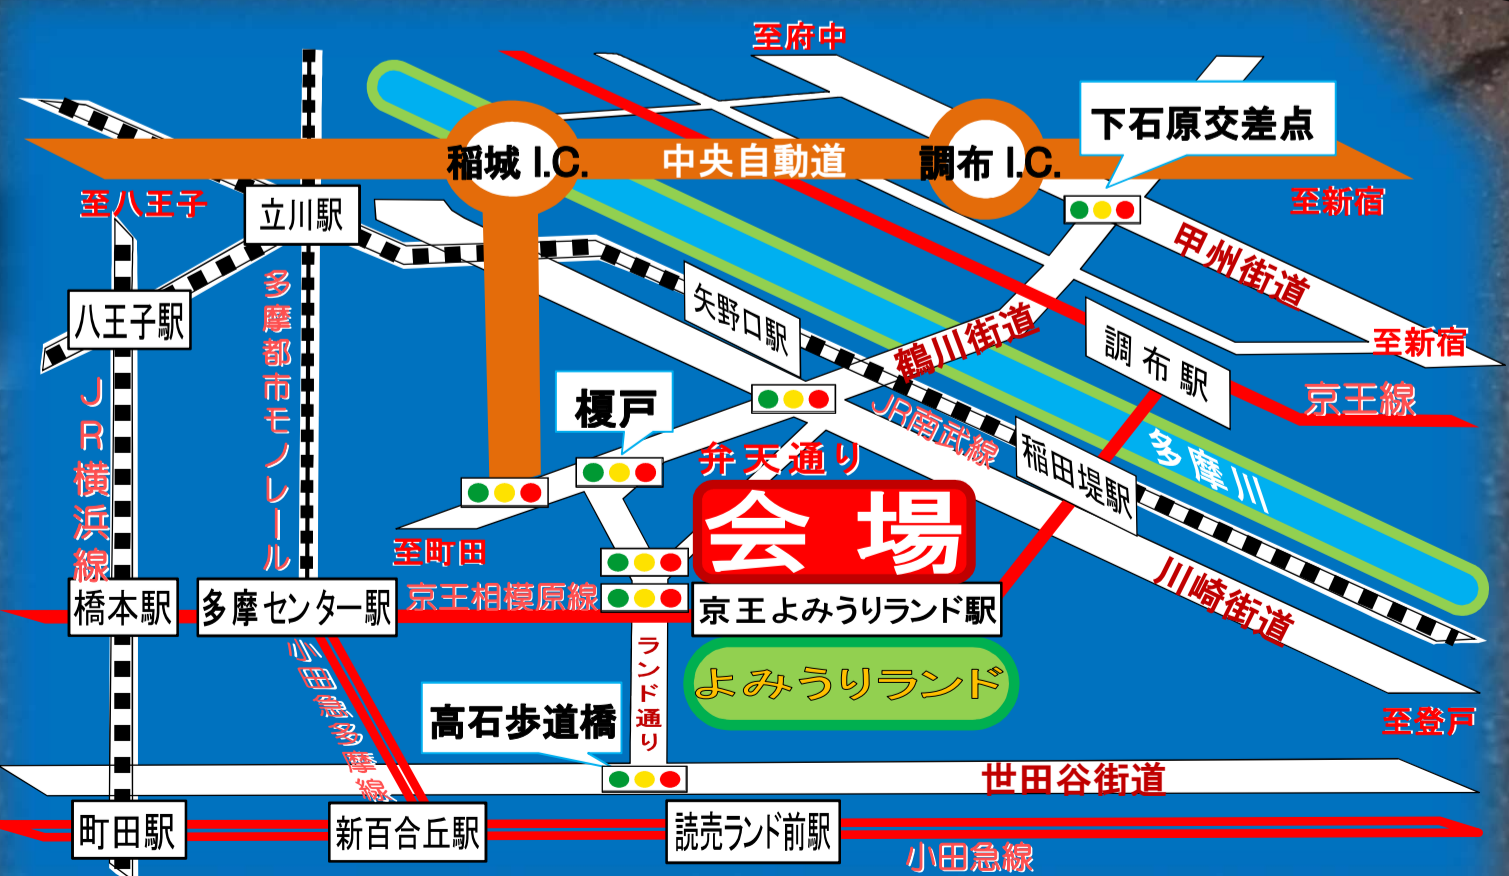 至府中
下石原交差点
稲城 I.C.
中央自動道
調布 I.C.
至八王子
至新宿
立川駅
甲州街道
多摩都市モノレール
八王子駅
矢野口駅
鶴川街道
調布駅
至新宿
JR横浜線
榎戸
JR南武線
京王線
弁天通り
稲田堤駅
多摩川
会場
至町田
川崎街道
橋本駅
多摩センター駅
京王相模原線
京王よみうりランド駅
小田急多摩線
ランド通り
よみうりランド
高石歩道橋
至登戸
世田谷街道
町田駅
新百合丘駅
読売ランド前駅
小田急線